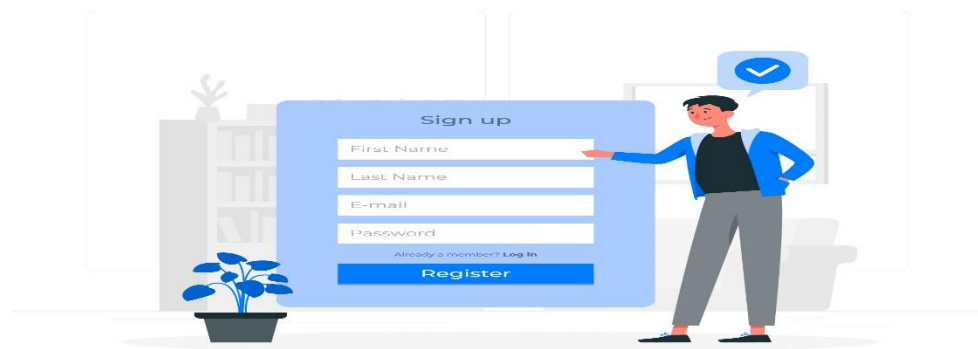 Sign up
First Name
Last Name
E-mail
Password
Already a member? Log in
Register